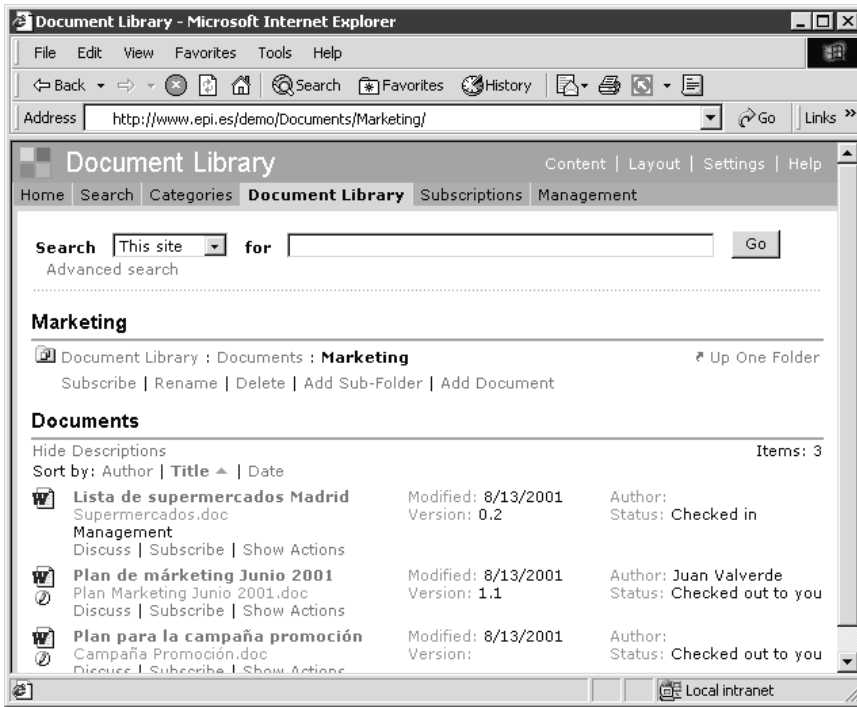 Document Library - Microsoft Internet Explorer
File Edit View Favorites Tools Help
Back Search Favorites History
Address http://www.epi.es/demo/Documents/Marketing/ Go Links »
Document Library Content | Layout | Settings | Help
Home Search Categories Document Library Subscriptions Management
Search This site for Go
Advanced search
Marketing
Document Library : Documents : Marketing Up One Folder
Subscribe | Rename | Delete | Add Sub-Folder | Add Document
Documents
Hide Descriptions Items: 3
Sort by: Author | Title | Date
Lista de supermercados Madrid Modified: 8/13/2001 Author:
Supermercados.doc Version: 0.2 Status: Checked in
Management
Discuss | Subscribe | Show Actions
Plan de márketing Junio 2001 Modified: 8/13/2001 Author: Juan Valverde
Plan Marketing Junio 2001.doc Version: 1.1 Status: Checked out to you
Discuss | Subscribe | Show Actions
Plan para la campaña promoción Modified: 8/13/2001 Author:
Campaña Promoción.doc Version: Status: Checked out to you
Discuss | Subscribe | Show Actions
Local intranet